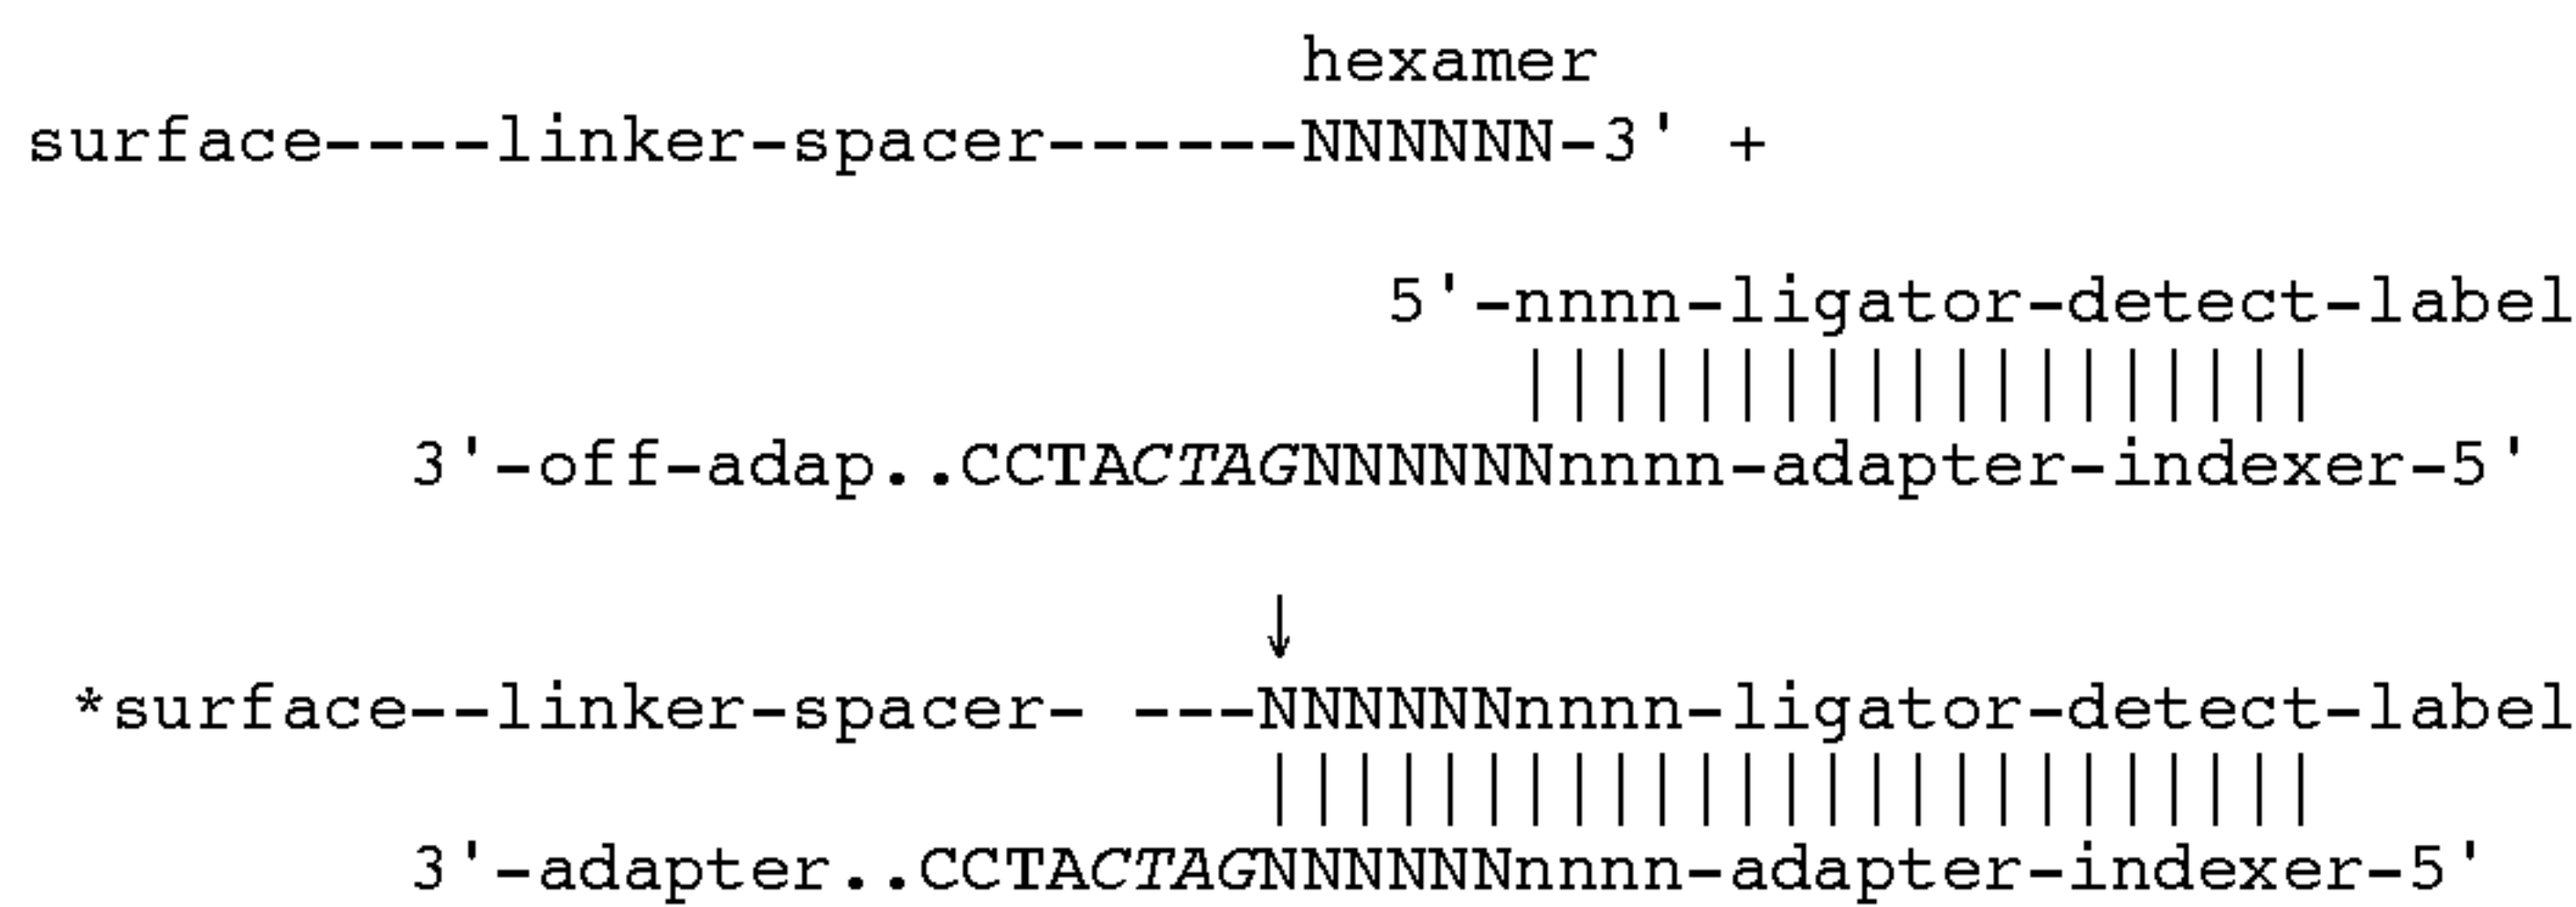 hexamer
surface----linker-spacer------NNNNNN-3' +
5'-nnnn-ligator-detect-label
|||||||||||||||||||
3'-off-adap..CCTACTAGNNNNNNnnnn-adapter-indexer-5'
↓
*surface--linker-spacer- ---NNNNNNnnnn-ligator-detect-label
|||||||||||||||||||||||||
3'-adapter..CCTACTAGNNNNNNnnnn-adapter-indexer-5'